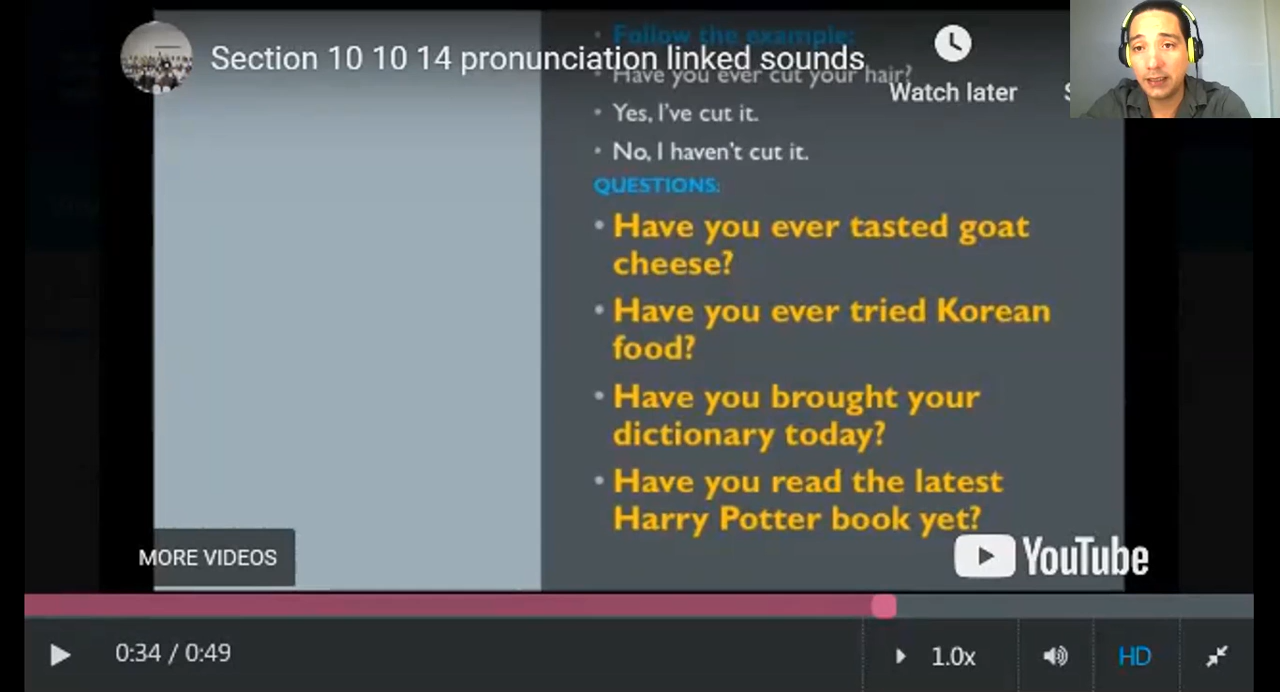 Follow the example:
Section 10 10 14 pronunciation linked sounds
Have you ever cut your hair?
Watch later
Yes, I've cut it.
No, I haven't cut it.
QUESTIONS:
Have you ever tasted goat
cheese?
Have you ever tried Korean
food?
Have you brought your
dictionary today?
Have you read the latest
Harry Potter book yet?
MORE VIDEOS
YouTube
0:34 / 0:49
1.0x
HD